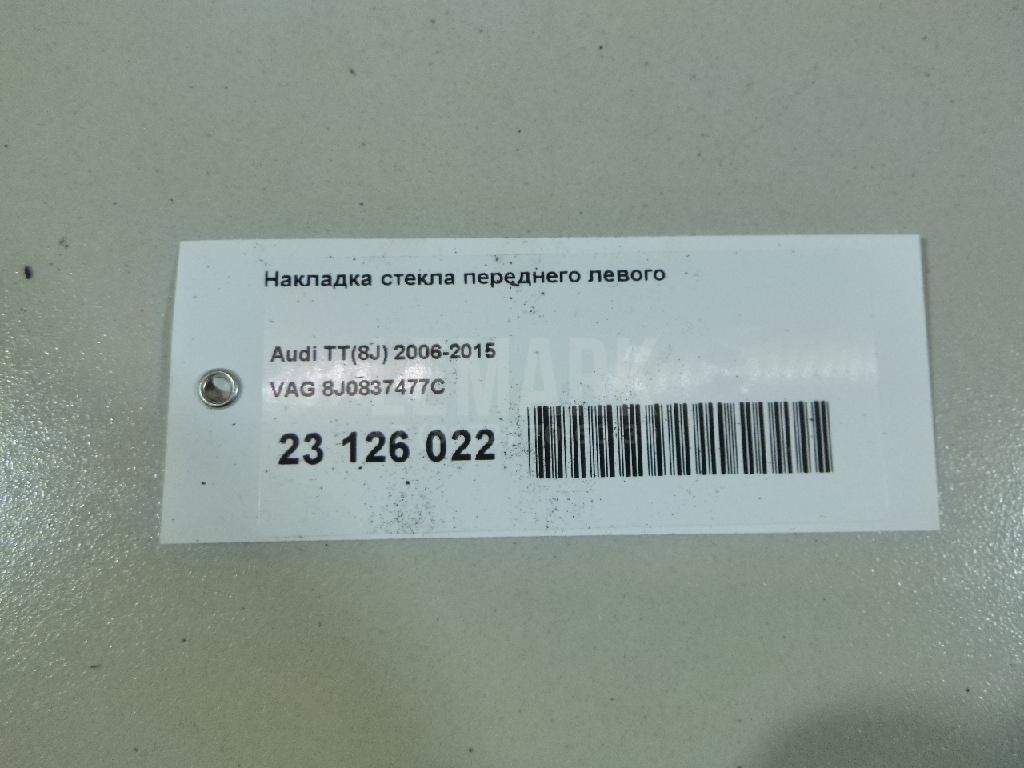 Накладка стекла переднего левого
Audi TT(8J) 2006-2015
VAG 8J0837477C
23 126 022